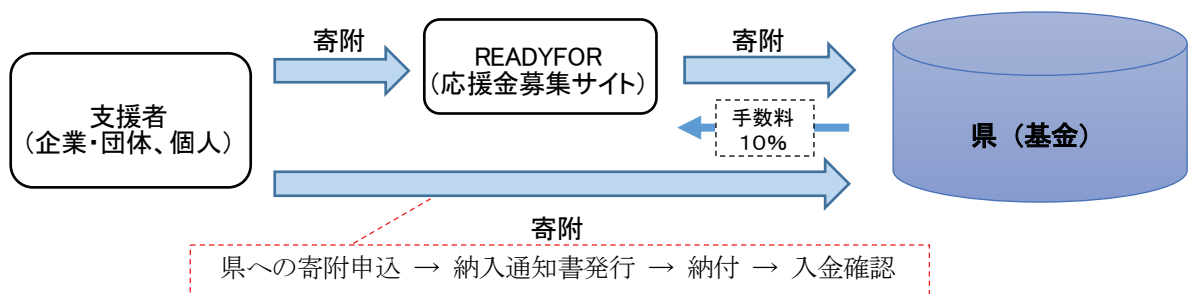 寄附
READYFOR
(応援金募集サイト)
寄附
支援者
(企業・団体、個人)
手数料
10%
県(基金)
寄附
県への寄附申込 → 納入通知書発行 → 納付 → 入金確認